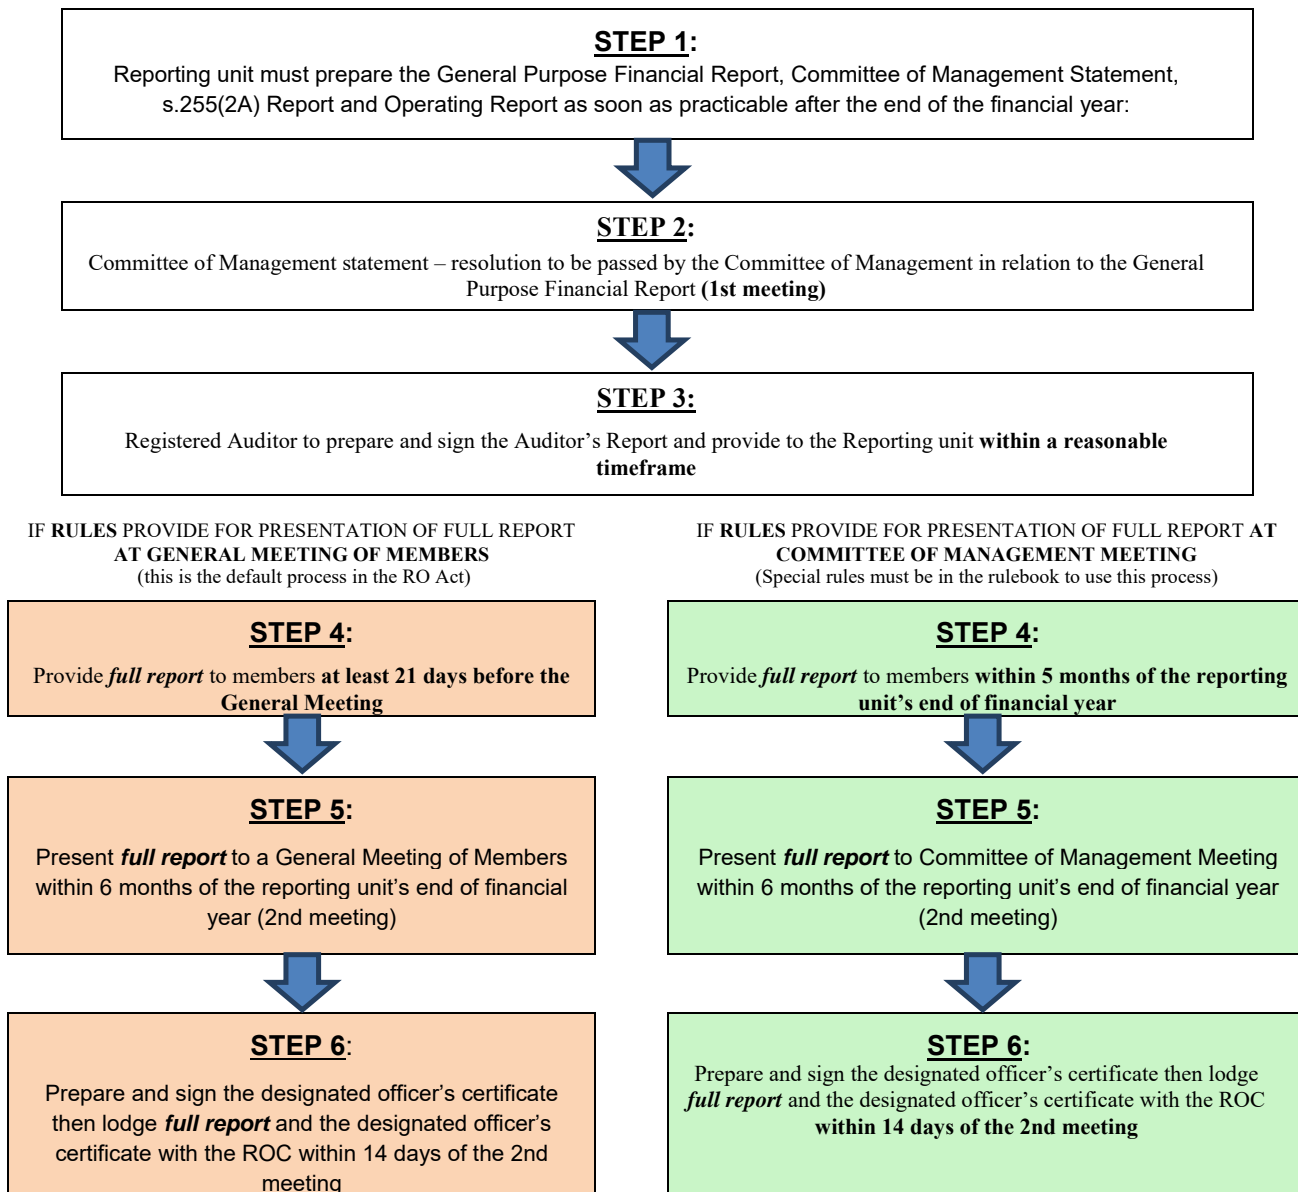 STEP 1:
Reporting unit must prepare the General Purpose Financial Report, Committee of Management Statement,
s.255(2A) Report and Operating Report as soon as practicable after the end of the financial year:
STEP 2:
Committee of Management statement – resolution to be passed by the Committee of Management in relation to the General
Purpose Financial Report (1st meeting)
STEP 3:
Registered Auditor to prepare and sign the Auditor's Report and provide to the Reporting unit within a reasonable
timeframe
IF RULES PROVIDE FOR PRESENTATION OF FULL REPORT
AT GENERAL MEETING OF MEMBERS
(this is the default process in the RO Act)
STEP 4:
Provide full report to members at least 21 days before the
General Meeting
STEP 5:
Present full report to a General Meeting of Members
within 6 months of the reporting unit's end of financial
year (2nd meeting)
STEP 6:
Prepare and sign the designated officer's certificate
then lodge full report and the designated officer's
certificate with the ROC within 14 days of the 2nd
meeting
IF RULES PROVIDE FOR PRESENTATION OF FULL REPORT AT
COMMITTEE OF MANAGEMENT MEETING
(Special rules must be in the rulebook to use this process)
STEP 4:
Provide full report to members within 5 months of the reporting
unit's end of financial year
STEP 5:
Present full report to Committee of Management Meeting
within 6 months of the reporting unit's end of financial year
(2nd meeting)
STEP 6:
Prepare and sign the designated officer's certificate then lodge
full report and the designated officer's certificate with the ROC
within 14 days of the 2nd meeting